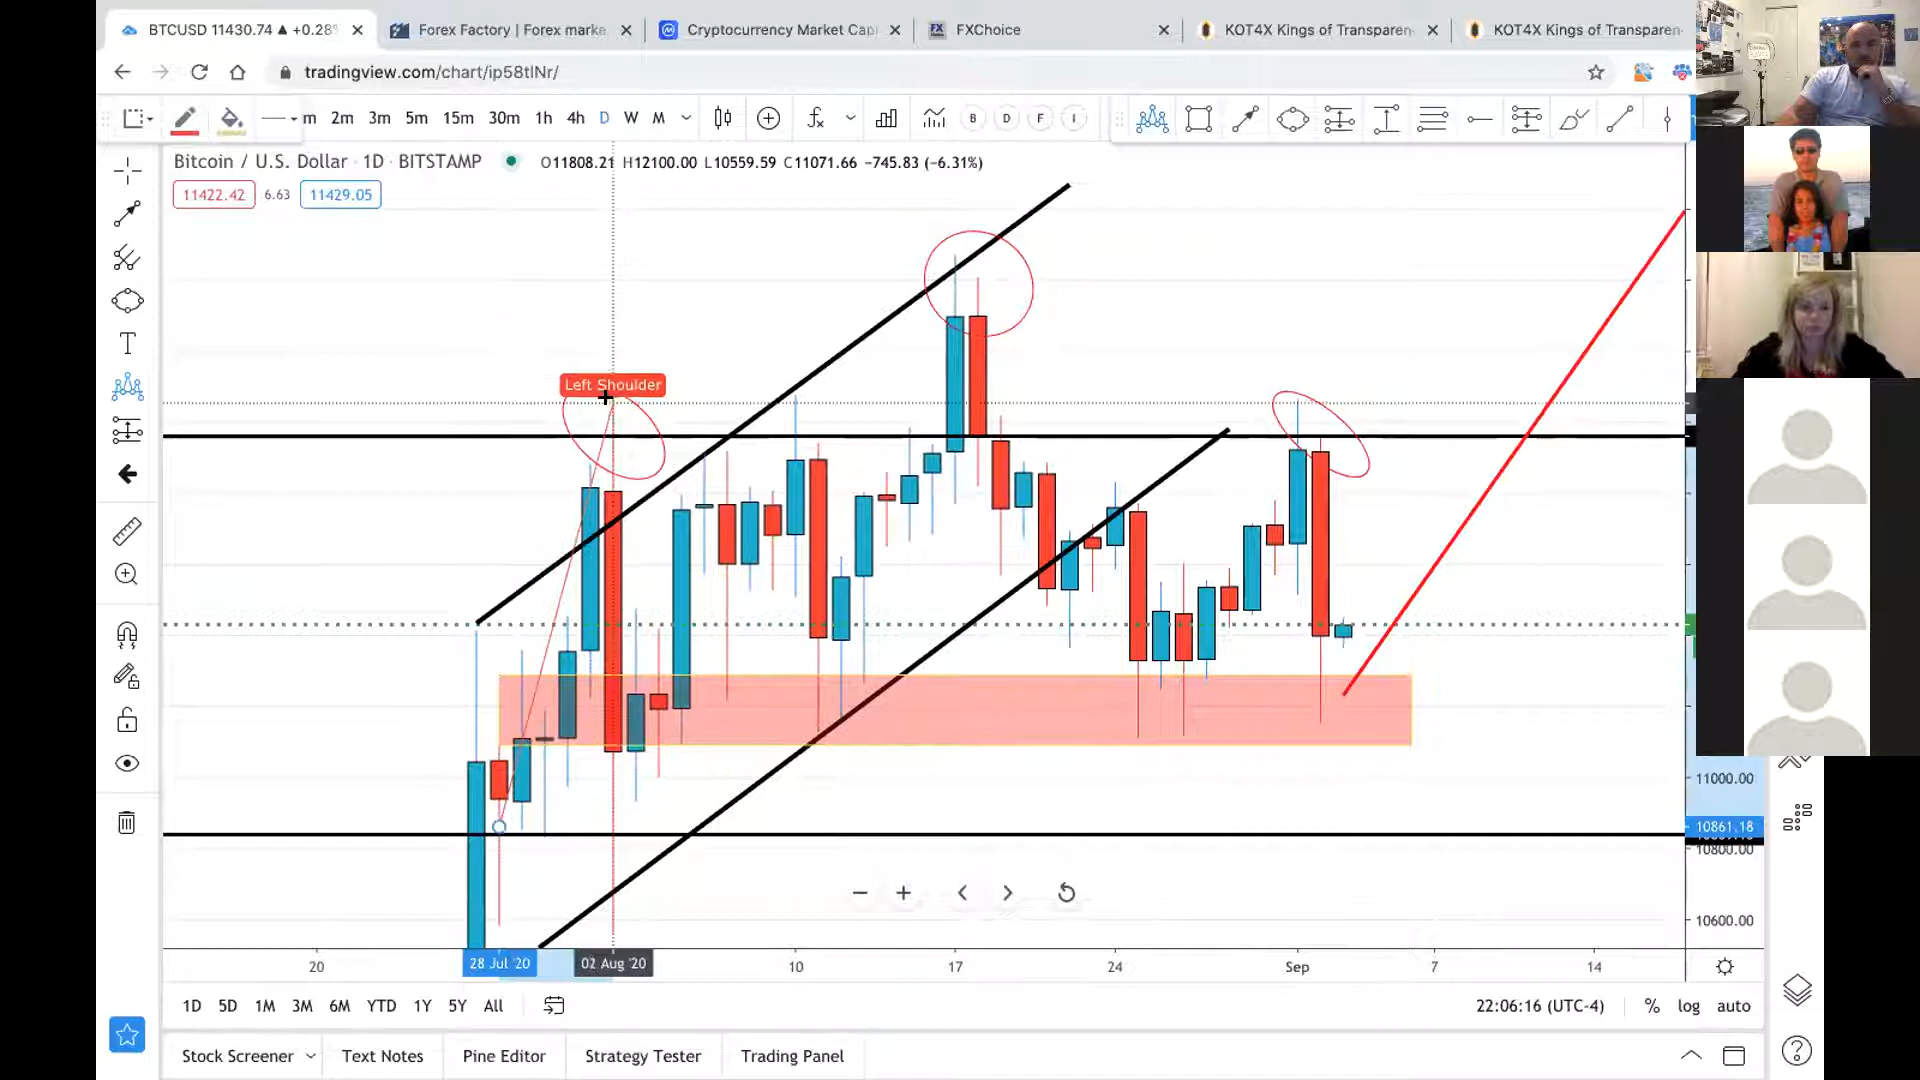 BTCUSD 11430.74 ▲ +0.28%
Forex Factory | Forex marke
Cryptocurrency Market Cap
FXChoice
KOT4X Kings of Transparen
KOT4X Kings of Transparen
tradingview.com/chart/ip58tlNr/
m 2m 3m 5m 15m 30m 1h 4h D W M
B D F I
Bitcoin / U.S. Dollar · 1D · BITSTAMP O11808.21 H12100.00 L10559.59 C11071.66 −745.83 (−6.31%)
11422.42 6.63 11429.05
Left Shoulder
11000.00
10861.18
10800.00
10600.00
20 28 Jul '20 02 Aug '20 10 17 24 Sep 7 14
1D 5D 1M 3M 6M YTD 1Y 5Y All 22:06:16 (UTC-4) % log auto
Stock Screener Text Notes Pine Editor Strategy Tester Trading Panel